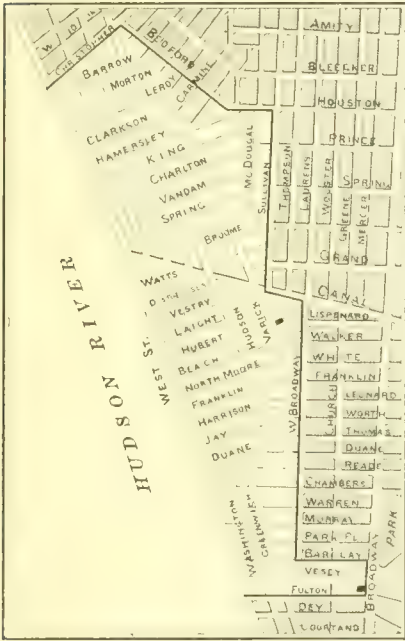 W. 10
CHRISTOPHER
BARROW
MORTON
LEROY
BEDFORD
CARMINE
AMITY
BLEECKER
HOUSTON
PRINCE
CLARKSON
HAMERSLEY
KING
CHARLTON
VANDAM
SPRING
BROOME
MC DOUGAL
SULLIVAN
THOMPSON
LAURENS
WOOSTER
GREENE
MERCER
SPRING
GRAND
CANAL
WATTS
VESTRY
LAIGHT
HUBERT
BEACH
NORTH MOORE
FRANKLIN
HARRISON
JAY
DUANE
HUDSON
VARICK
HUDSON RIVER
WEST ST.
LISPENARD
WALKER
WHITE
FRANKLIN
LEONARD
WORTH
THOMAS
DUANE
READE
CHURCH
W. BROADWAY
CHAMBERS
WARREN
MURRAY
PARK PL.
BARCLAY
VESEY
FULTON
DEY
COURTLAND
WASHINGTON
GREENWICH
BROADWAY
PARK